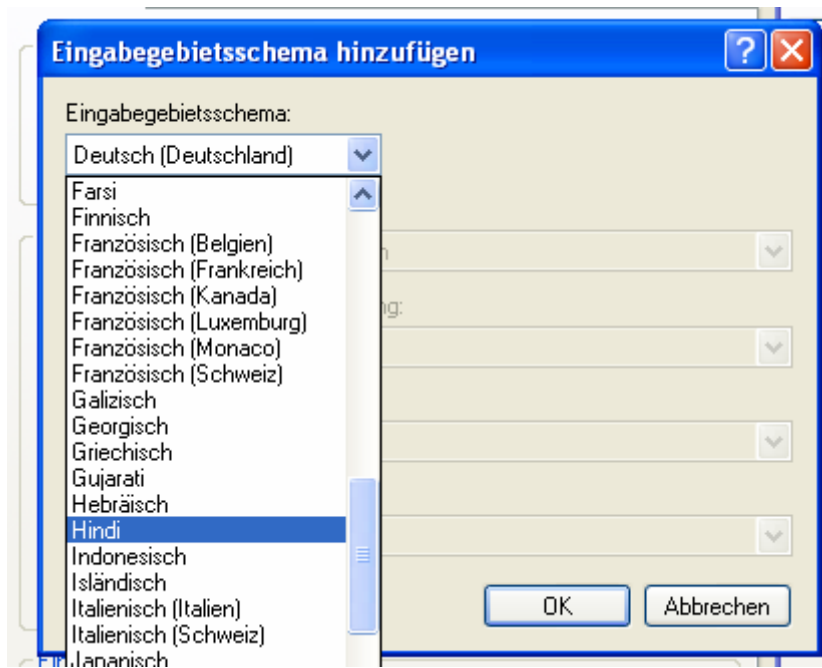 Eingabegebietsschema hinzufügen
Eingabegebietsschema:
Deutsch (Deutschland)
Farsi
Finnisch
Französisch (Belgien)
Französisch (Frankreich)
Französisch (Kanada)
Französisch (Luxemburg)
Französisch (Monaco)
Französisch (Schweiz)
Galizisch
Georgisch
Griechisch
Gujarati
Hebräisch
Hindi
Indonesisch
Isländisch
Italienisch (Italien)
Italienisch (Schweiz)
Japanisch
OK
Abbrechen